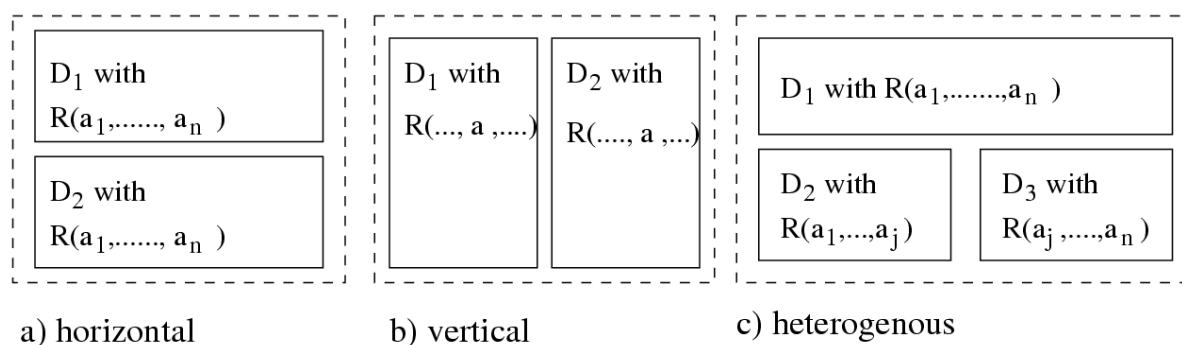 D₁ with
R(a₁,......, aₙ )
D₂ with
R(a₁,......, aₙ )
a) horizontal
D₁ with
R(..., a ,....)
D₂ with
R(...., a ,...)
b) vertical
D₁ with R(a₁,.......,aₙ )
D₂ with
R(a₁,...,aⱼ)
D₃ with
R(aⱼ,....,aₙ)
c) heterogenous